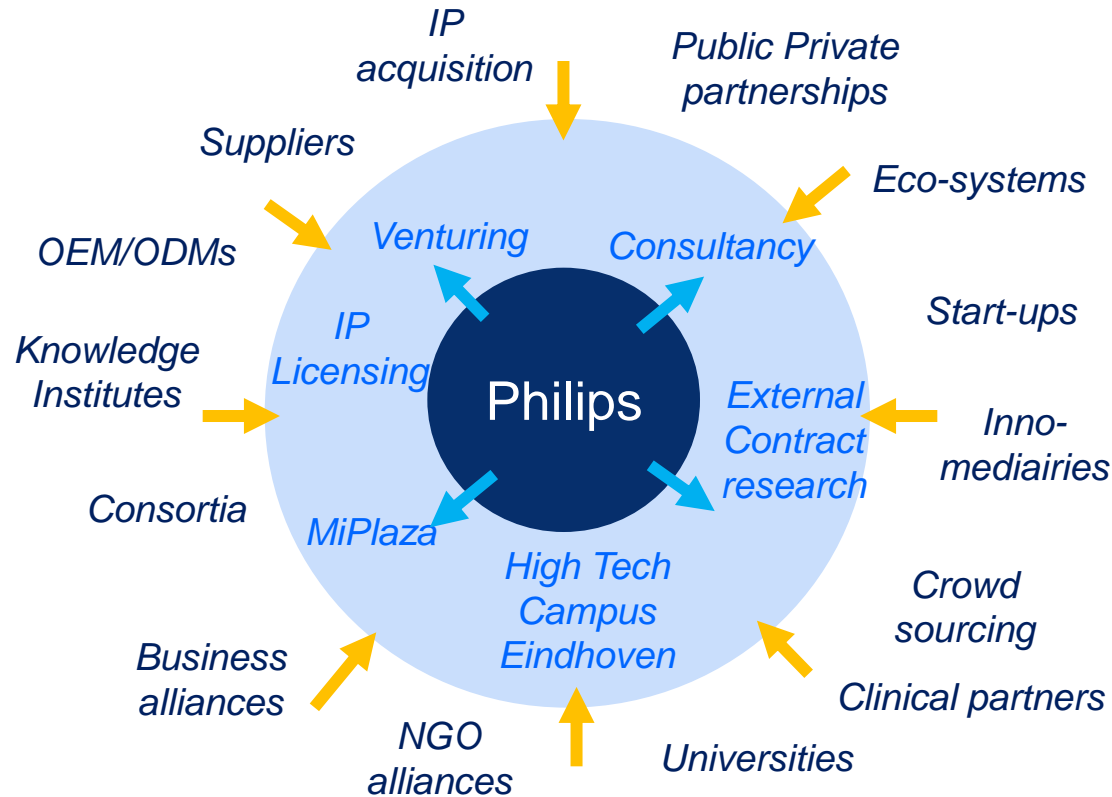 IP
acquisition
Public Private
partnerships
Suppliers
Eco-systems
Venturing
Consultancy
OEM/ODMs
Start-ups
IP
Licensing
Knowledge
Institutes
Philips
External
Contract
research
Inno-
mediairies
Consortia
MiPlaza
High Tech
Campus
Eindhoven
Crowd
sourcing
Business
alliances
Clinical partners
NGO
alliances
Universities